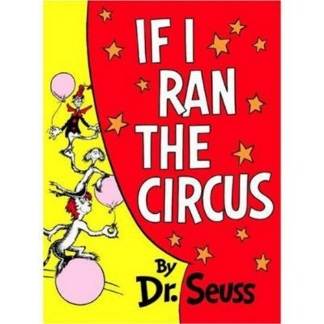 IF I
RAN
THE
CIRCUS
By
Dr. Seuss